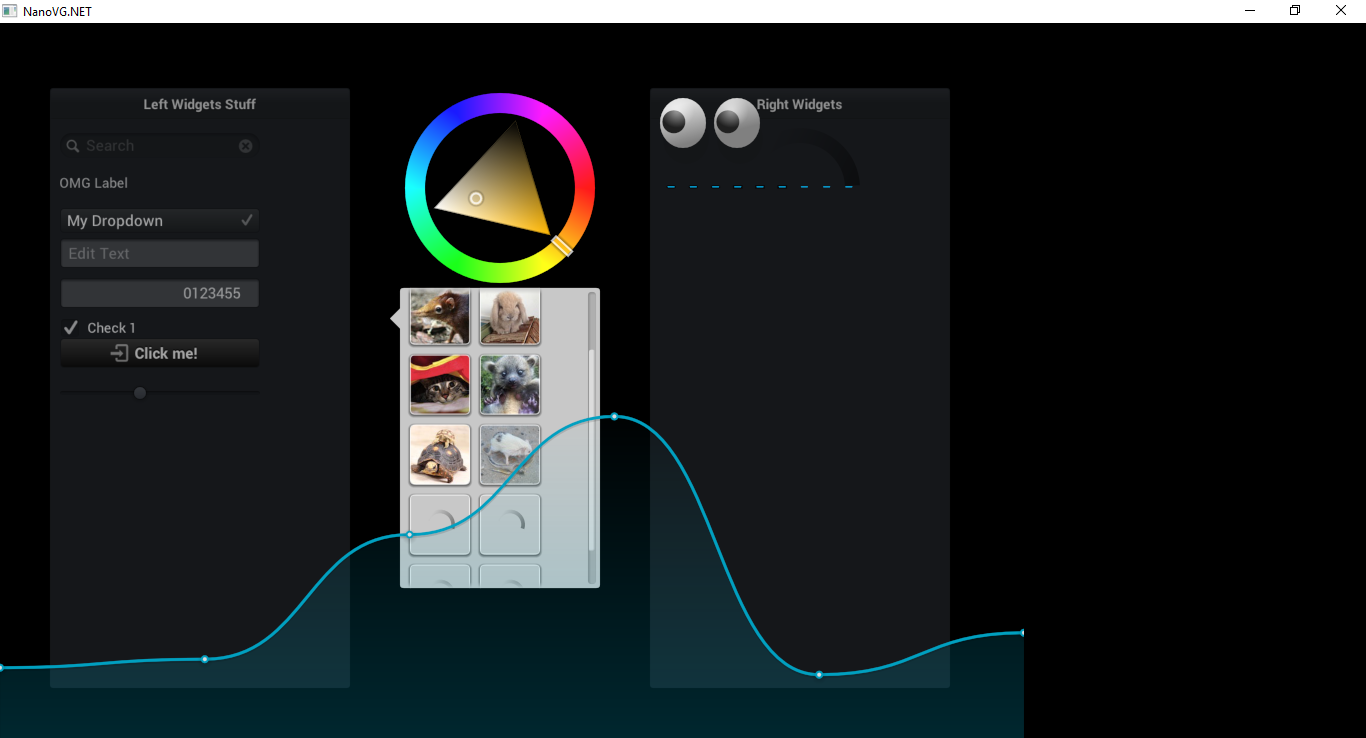 NanoVG.NET
Left Widgets Stuff
Right Widgets
Search
OMG Label
My Dropdown
Edit Text
0123455
Check 1
Click me!